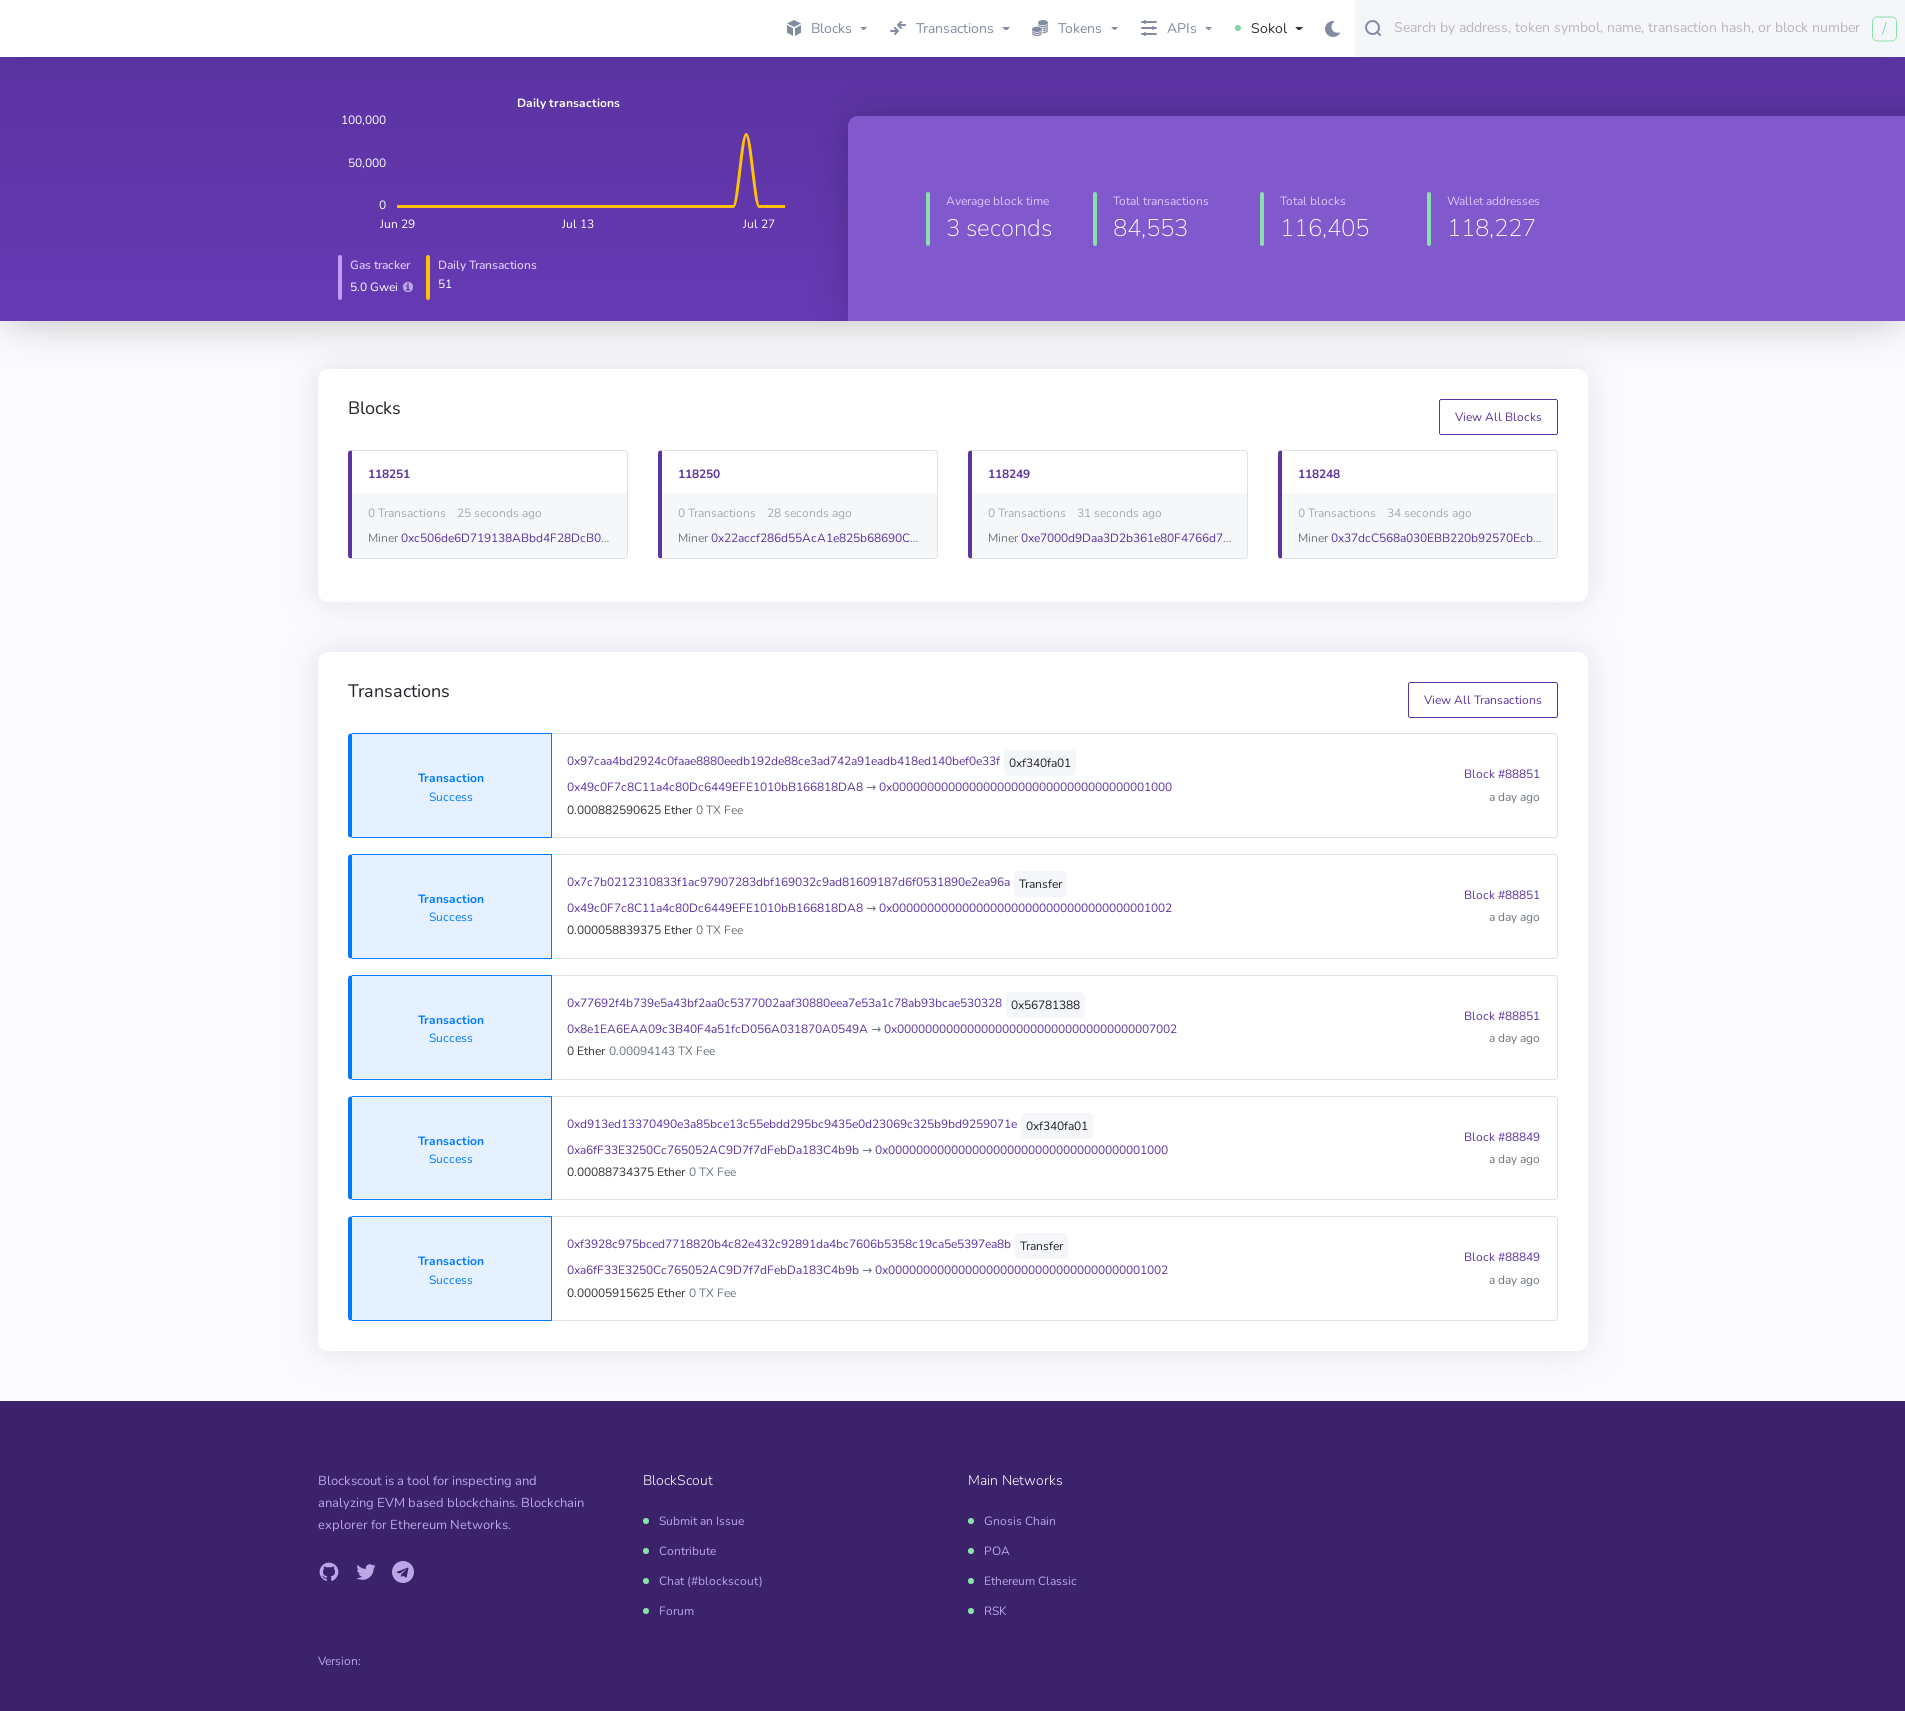 Blocks
Transactions
Tokens
APIs
Sokol
Search by address, token symbol, name, transaction hash, or block number
/
Daily transactions
100,000
50,000
0
Jun 29
Jul 13
Jul 27
Gas tracker
5.0 Gwei
Daily Transactions
51
Average block time
3 seconds
Total transactions
84,553
Total blocks
116,405
Wallet addresses
118,227
Blocks
View All Blocks
118251
0 Transactions 25 seconds ago
Miner 0xc506de6D719138ABbd4F28DcB0...
118250
0 Transactions 28 seconds ago
Miner 0x22accf286d55AcA1e825b68690C...
118249
0 Transactions 31 seconds ago
Miner 0xe7000d9Daa3D2b361e80F4766d7...
118248
0 Transactions 34 seconds ago
Miner 0x37dcC568a030EBB220b92570Ecb...
Transactions
View All Transactions
Transaction
Success
0x97caa4bd2924c0faae8880eedb192de88ce3ad742a91eadb418ed140bef0e33f 0xf340fa01
0x49c0F7c8C11a4c80Dc6449EFE1010bB166818DA8 → 0x0000000000000000000000000000000000001000
0.000882590625 Ether 0 TX Fee
Block #88851
a day ago
Transaction
Success
0x7c7b0212310833f1ac97907283dbf169032c9ad81609187d6f0531890e2ea96a Transfer
0x49c0F7c8C11a4c80Dc6449EFE1010bB166818DA8 → 0x0000000000000000000000000000000000001002
0.000058839375 Ether 0 TX Fee
Block #88851
a day ago
Transaction
Success
0x77692f4b739e5a43bf2aa0c5377002aaf30880eea7e53a1c78ab93bcae530328 0x56781388
0x8e1EA6EAA09c3B40F4a51fcD056A031870A0549A → 0x0000000000000000000000000000000000007002
0 Ether 0.00094143 TX Fee
Block #88851
a day ago
Transaction
Success
0xd913ed13370490e3a85bce13c55ebdd295bc9435e0d23069c325b9bd9259071e 0xf340fa01
0xa6fF33E3250Cc765052AC9D7f7dFebDa183C4b9b → 0x0000000000000000000000000000000000001000
0.00088734375 Ether 0 TX Fee
Block #88849
a day ago
Transaction
Success
0xf3928c975bced7718820b4c82e432c92891da4bc7606b5358c19ca5e5397ea8b Transfer
0xa6fF33E3250Cc765052AC9D7f7dFebDa183C4b9b → 0x0000000000000000000000000000000000001002
0.00005915625 Ether 0 TX Fee
Block #88849
a day ago
Blockscout is a tool for inspecting and
analyzing EVM based blockchains. Blockchain
explorer for Ethereum Networks.
Version:
BlockScout
Submit an Issue
Contribute
Chat (#blockscout)
Forum
Main Networks
Gnosis Chain
POA
Ethereum Classic
RSK